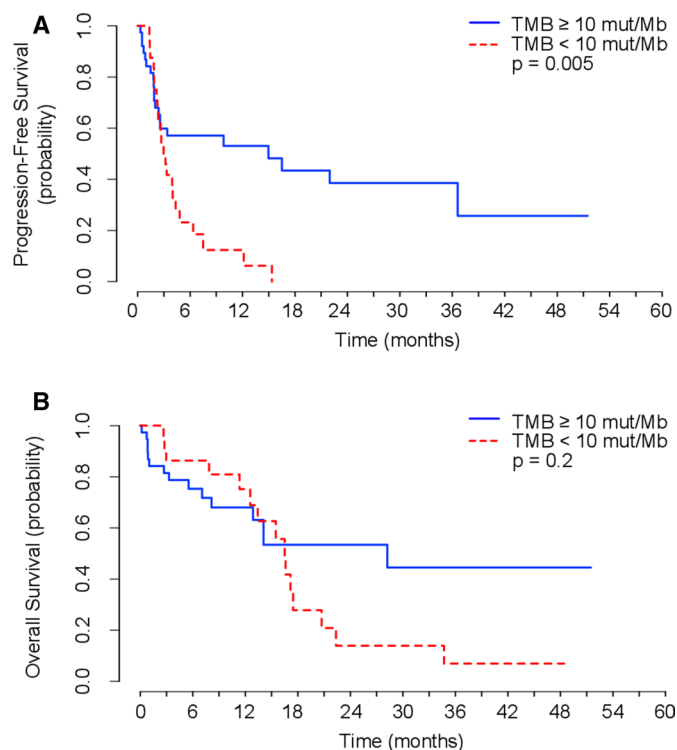 A
TMB ≥ 10 mut/Mb
TMB < 10 mut/Mb
p = 0.005
Progression-Free Survival
(probability)
1.0
0.8
0.6
0.4
0.2
0.0
0 6 12 18 24 30 36 42 48 54 60
Time (months)
B
TMB ≥ 10 mut/Mb
TMB < 10 mut/Mb
p = 0.2
Overall Survival (probability)
1.0
0.8
0.6
0.4
0.2
0.0
0 6 12 18 24 30 36 42 48 54 60
Time (months)